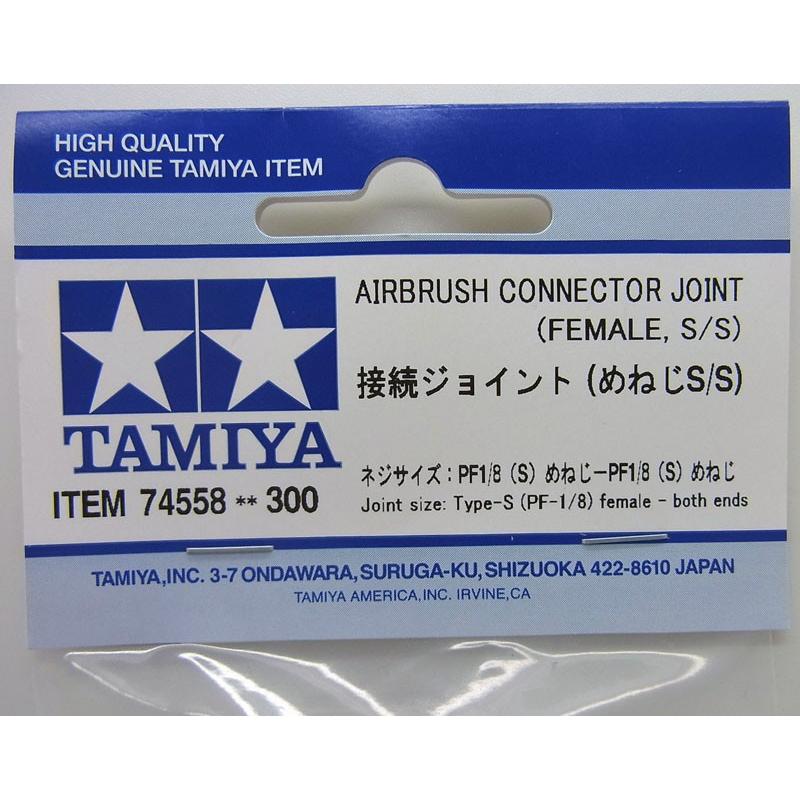 HIGH QUALITY
GENUINE TAMIYA ITEM
AIRBRUSH CONNECTOR JOINT
(FEMALE, S/S)
接続ジョイント (めねじS/S)
TAMIYA
ITEM 74558 ** 300
ネジサイズ：PF1/8 (S) めねじ−PF1/8 (S) めねじ
Joint size: Type-S (PF-1/8) female - both ends
TAMIYA,INC. 3-7 ONDAWARA,SURUGA-KU,SHIZUOKA 422-8610 JAPAN
TAMIYA AMERICA,INC. IRVINE,CA